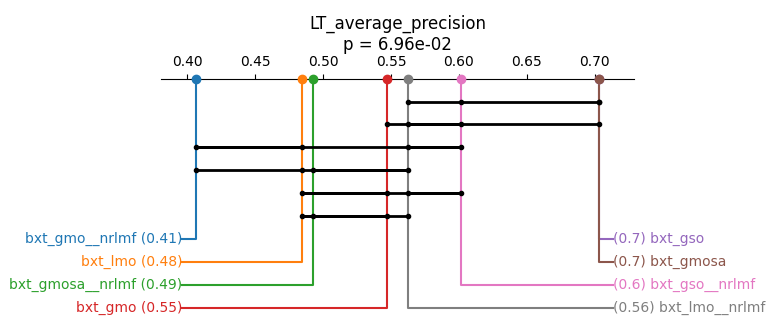 LT_average_precision
p = 6.96e-02
0.40 0.45 0.50 0.55 0.60 0.65 0.70
bxt_gmo__nrlmf (0.41)
(0.7) bxt_gso
bxt_lmo (0.48)
(0.7) bxt_gmosa
bxt_gmosa__nrlmf (0.49)
(0.6) bxt_gso__nrlmf
bxt_gmo (0.55)
(0.56) bxt_lmo__nrlmf